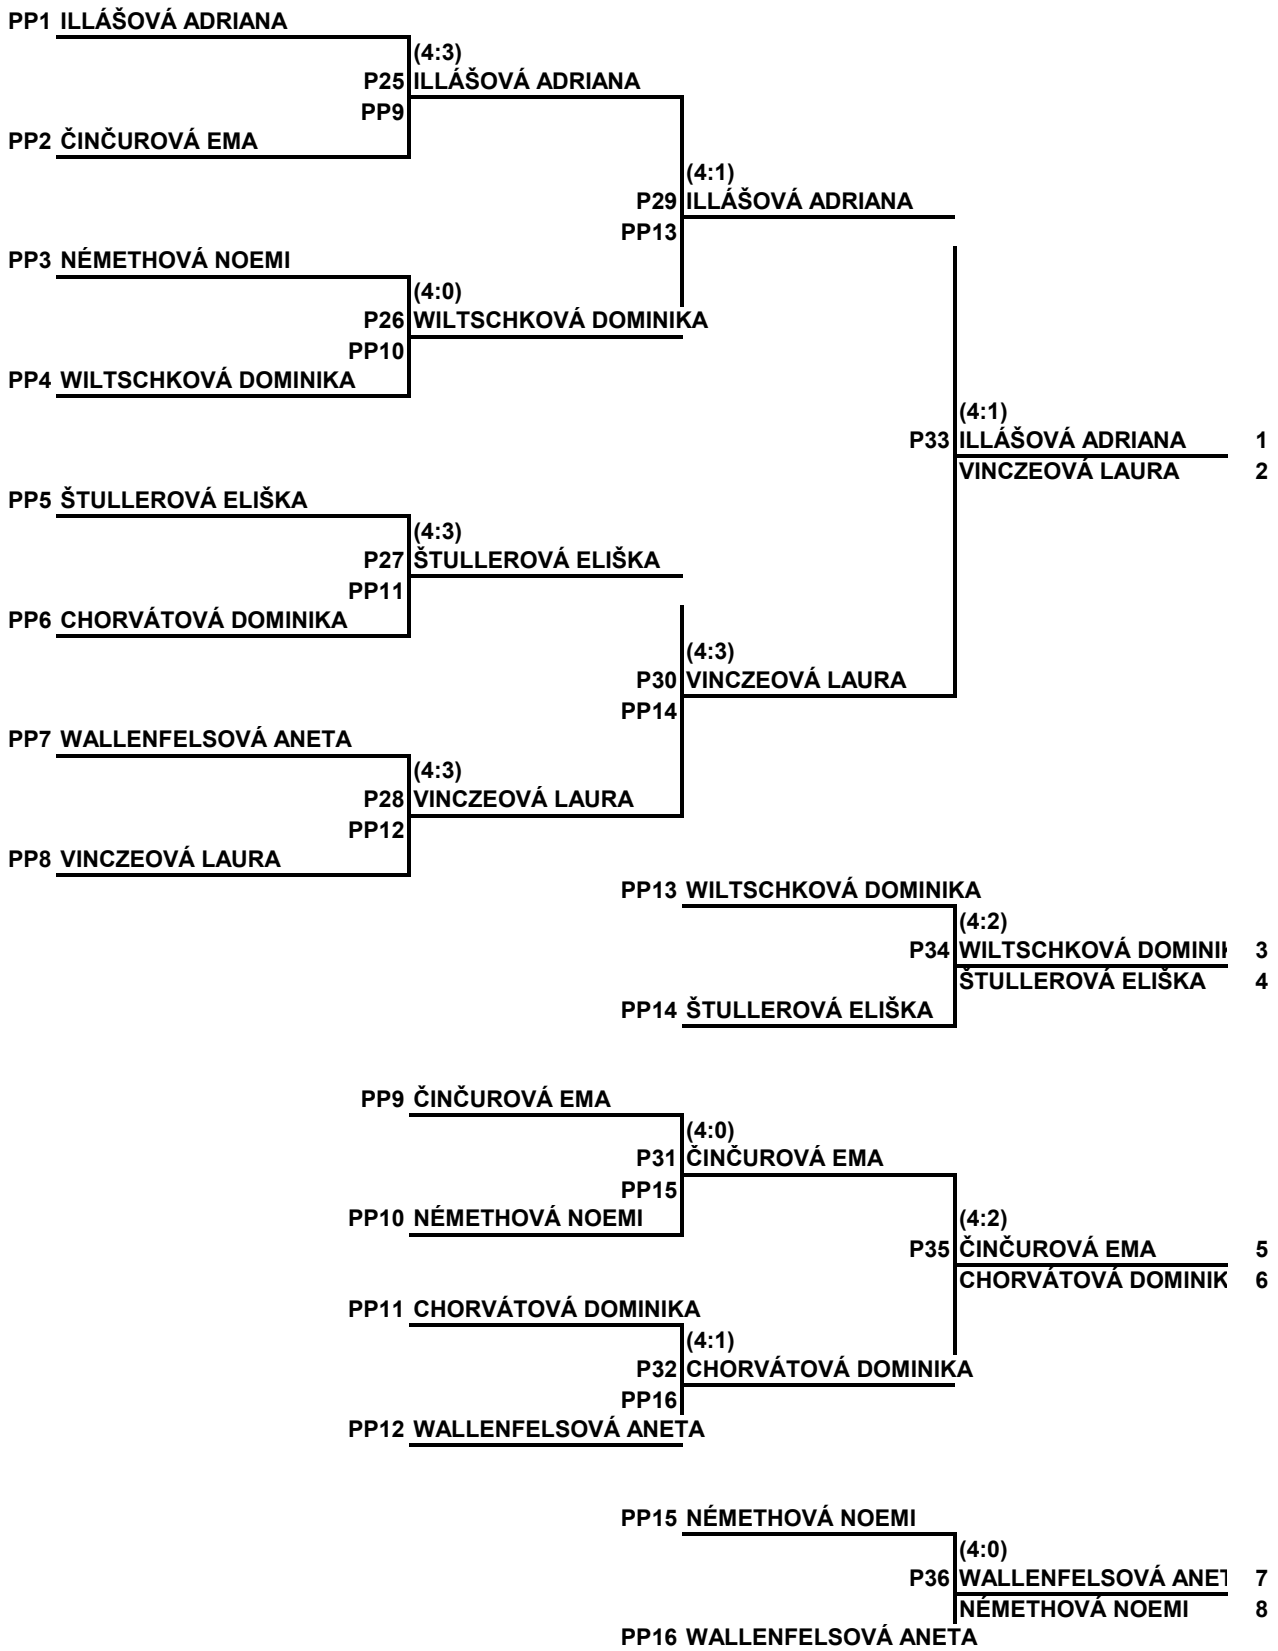 PP1 ILLÁŠOVÁ ADRIANA
(4:3)
P25 ILLÁŠOVÁ ADRIANA
PP9
PP2 ČINČUROVÁ EMA
(4:1)
P29 ILLÁŠOVÁ ADRIANA
PP13
PP3 NÉMETHOVÁ NOEMI
(4:0)
P26 WILTSCHKOVÁ DOMINIKA
PP10
PP4 WILTSCHKOVÁ DOMINIKA
(4:1)
P33 ILLÁŠOVÁ ADRIANA 1
VINCZEOVÁ LAURA 2
PP5 ŠTULLEROVÁ ELIŠKA
(4:3)
P27 ŠTULLEROVÁ ELIŠKA
PP11
PP6 CHORVÁTOVÁ DOMINIKA
(4:3)
P30 VINCZEOVÁ LAURA
PP14
PP7 WALLENFELSOVÁ ANETA
(4:3)
P28 VINCZEOVÁ LAURA
PP12
PP8 VINCZEOVÁ LAURA
PP13 WILTSCHKOVÁ DOMINIKA
(4:2)
P34 WILTSCHKOVÁ DOMINIK 3
ŠTULLEROVÁ ELIŠKA 4
PP14 ŠTULLEROVÁ ELIŠKA
PP9 ČINČUROVÁ EMA
(4:0)
P31 ČINČUROVÁ EMA
PP15
PP10 NÉMETHOVÁ NOEMI
(4:2)
P35 ČINČUROVÁ EMA 5
CHORVÁTOVÁ DOMINIK 6
PP11 CHORVÁTOVÁ DOMINIKA
(4:1)
P32 CHORVÁTOVÁ DOMINIKA
PP16
PP12 WALLENFELSOVÁ ANETA
PP15 NÉMETHOVÁ NOEMI
(4:0)
P36 WALLENFELSOVÁ ANET 7
NÉMETHOVÁ NOEMI 8
PP16 WALLENFELSOVÁ ANETA